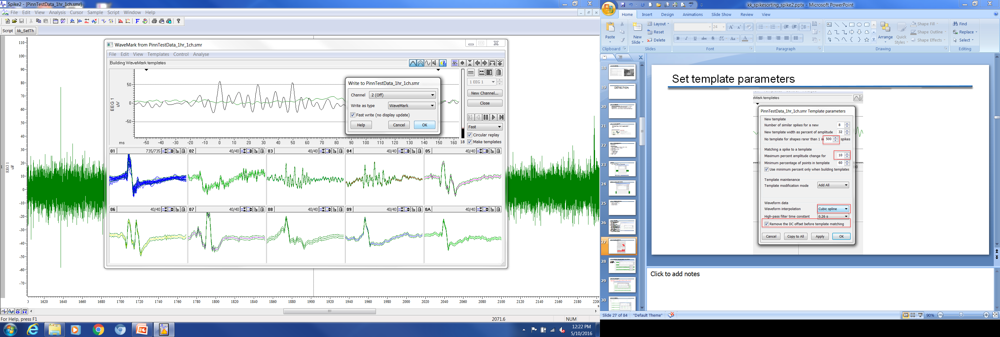 Spike2 - [PinnTestData_1hr_1ch.smr]
File Edit View Analysis Cursor Sample Script Window Help
Script kk_SetTh
110
100
90
80
70
60
50
40
30
20
10
0
-10
-20
-30
-40
-50
-60
-70
1
EEG 1
uV
1620 1640 1660 1680 1700 1720 1740 1760 1780 1800 1820 1840 1860 1880 1900 1920 1940 1960 1980 2000 2020 2040 2060 2080 2100 2120 2140 2160 2180 2200
s
For Help, press F1
2071.6
NUM
WaveMark from PinnTestData_1hr_1ch.smr
File Edit View Templates Control Analyse
Building WaveMark templates
EEG 1
uV
50
0
-50
ms -50 -40 -30 -20 -10 0 10 20 30 40 50 60 70 80 90 100 110 120 130 140 150 160 18
1 EEG 1
New Channel...
Close
Fast
Circular replay
Make templates
Write to PinnTestData_1hr_1ch.smr
Channel 2 (Off)
Write as type WaveMark
Fast write (no display update)
Help Cancel OK
01 735/735
02 40/40
03 40/40
04 40/40
05 40/40
06 40/40
07 40/40
08 40/40
09 40/40
0A 40/40
12:22 PM
5/10/2016
kk_spikesorting_spike2.pptx - Microsoft PowerPoint
Home Insert Design Animations Slide Show Review View
Paste
Clipboard
New
Slide
Layout
Reset
Delete
Slides
24
Font
Paragraph
Arrange
Quick
Styles
Shape Fill
Shape Outline
Shape Effects
Drawing
Find
Replace
Select
Editing
18
19
DETECTION
20
21
22
23
24
25
26
27
28
29
30
Set template parameters
eMark templates
PinnTestData_1hr_1ch.smr Template parameters
New template
Number of similar spikes for a new 8
New template width as percent of amplitude 32
No template for shapes rarer than 1 in 500 spikes
Matching a spike to a template
Maximum percent amplitude change for 10
Minimum percentage of points in template 60
Use minimum percent only when building templates
Template maintenance
Template modification mode Add All
Waveform data
Waveform interpolation Cubic spline
High-pass filter time constant 0.26 s
Remove the DC offset before template matching
Cancel Copy to All Apply OK
Click to add notes
Slide 27 of 84 "Default Theme" 90%